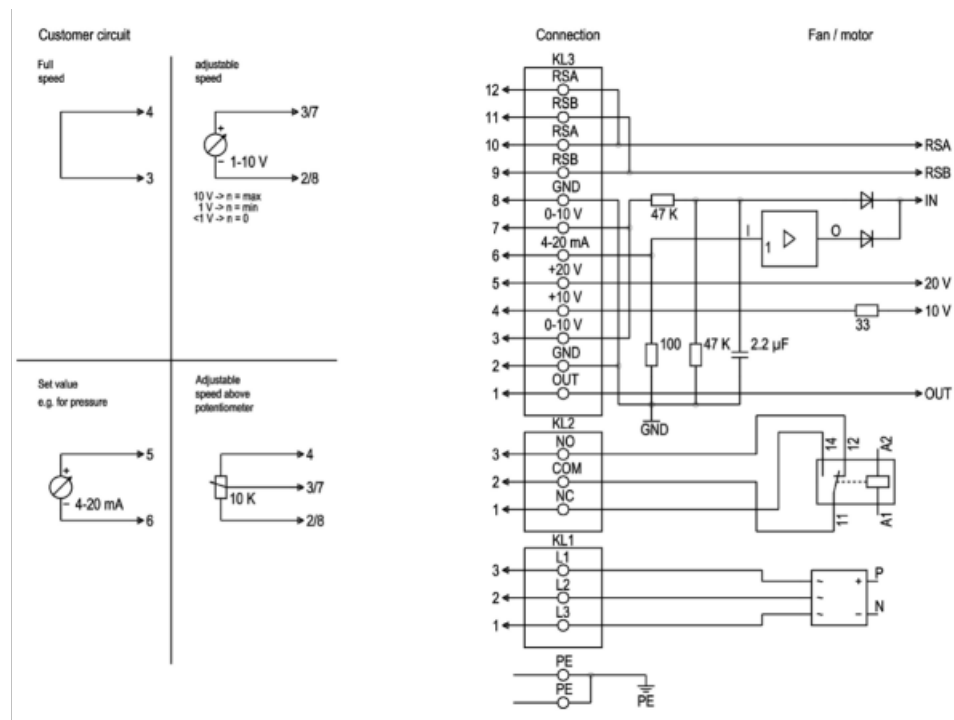 Customer circuit
Full
speed
4
3
adjustable
speed
+
3/7
− 1-10 V
2/8
10 V -> n = max
1 V -> n = min
<1 V -> n = 0
Set value
e.g. for pressure
+
5
− 4-20 mA
6
Adjustable
speed above
potentiometer
4
3/7
10 K
2/8
Connection
Fan / motor
KL3
RSA
12
RSB
11
RSA
10
RSA
RSB
9
RSB
GND
8
47 K
IN
0-10 V
7
I
1
O
4-20 mA
6
+20 V
5
20 V
+10 V
4
33
10 V
0-10 V
3
100
47 K
2.2 µF
GND
2
OUT
1
OUT
GND
KL2
NO
3
COM
2
NC
1
14
12
A2
11
A1
KL1
L1
3
L2
2
L3
1
~ +
~
~ −
P
N
PE
PE
PE